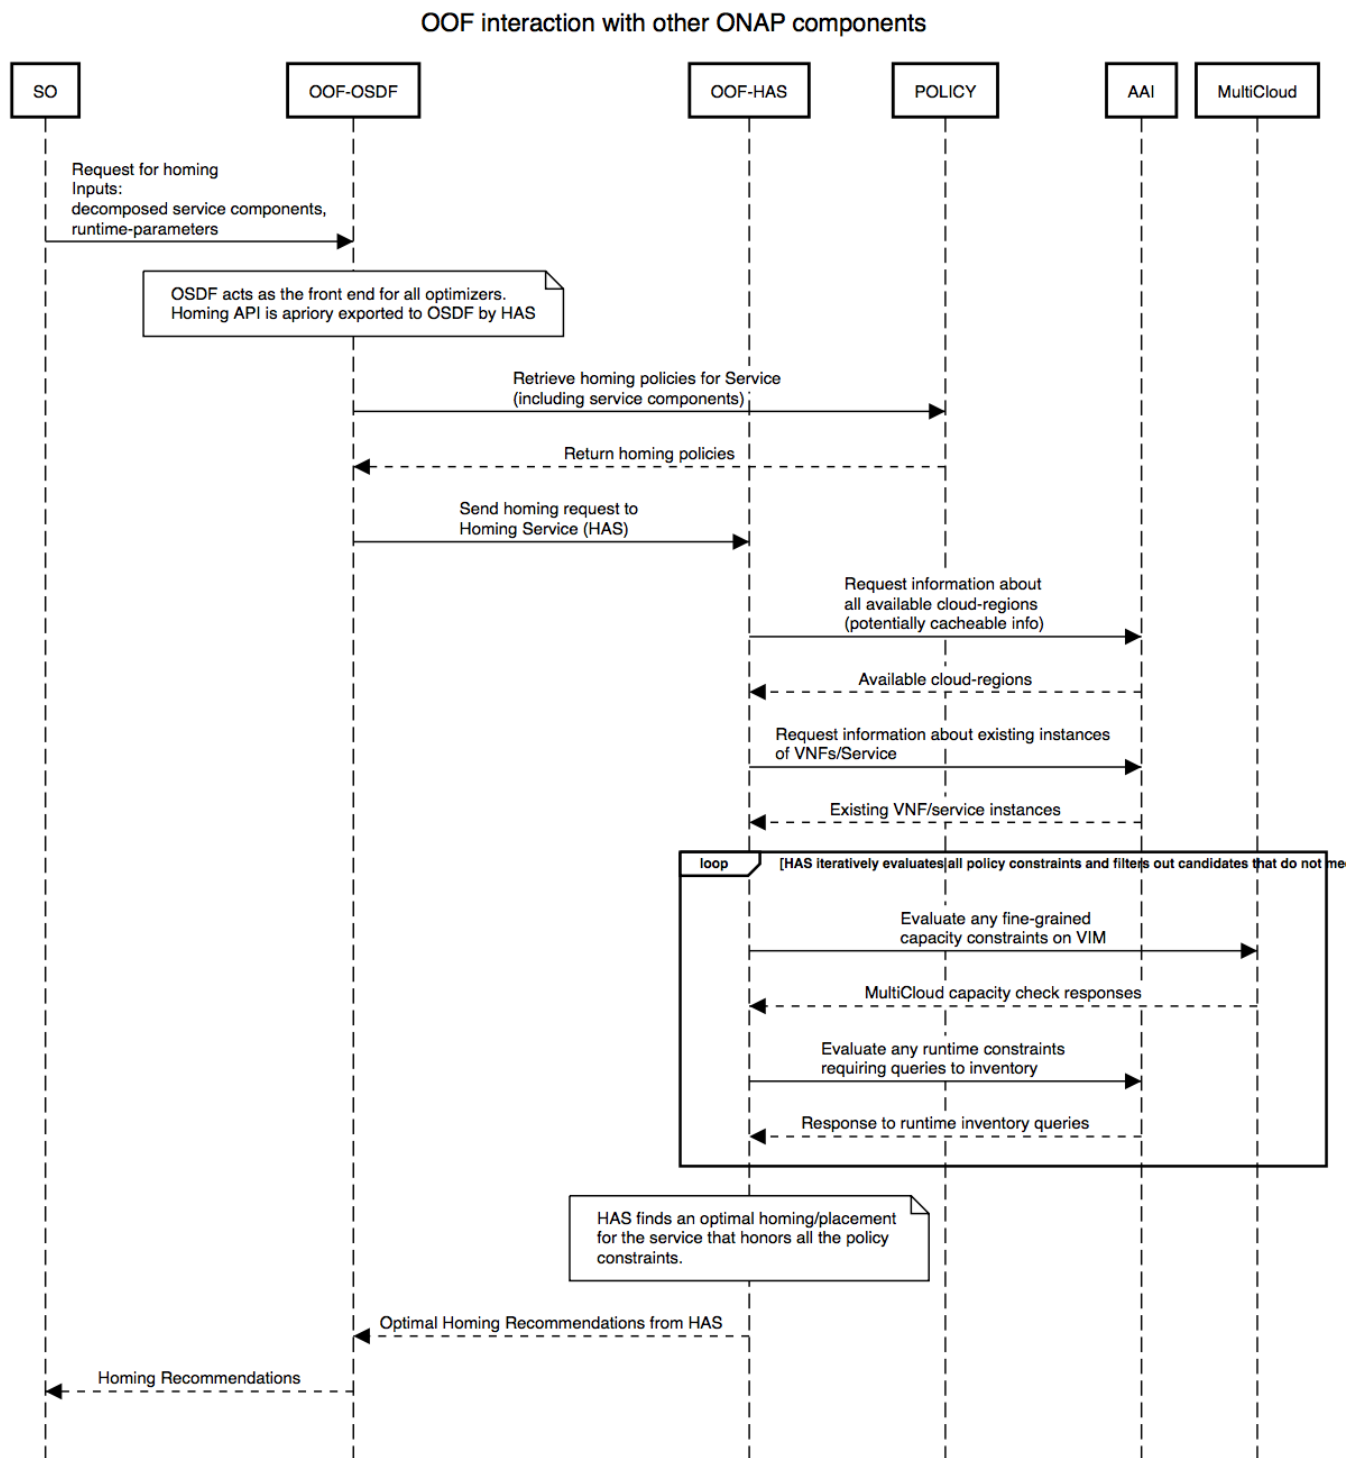 OOF interaction with other ONAP components
SO
OOF-OSDF
OOF-HAS
POLICY
AAI
MultiCloud
Request for homing
Inputs:
decomposed service components,
runtime-parameters
OSDF acts as the front end for all optimizers.
Homing API is apriory exported to OSDF by HAS
Retrieve homing policies for Service
(including service components)
Return homing policies
Send homing request to
Homing Service (HAS)
Request information about
all available cloud-regions
(potentially cacheable info)
Available cloud-regions
Request information about existing instances
of VNFs/Service
Existing VNF/service instances
loop
[HAS iteratively evaluates all policy constraints and filters out candidates that do not
Evaluate any fine-grained
capacity constraints on VIM
MultiCloud capacity check responses
Evaluate any runtime constraints
requiring queries to inventory
Response to runtime inventory queries
HAS finds an optimal homing/placement
for the service that honors all the policy
constraints.
Optimal Homing Recommendations from HAS
Homing Recommendations